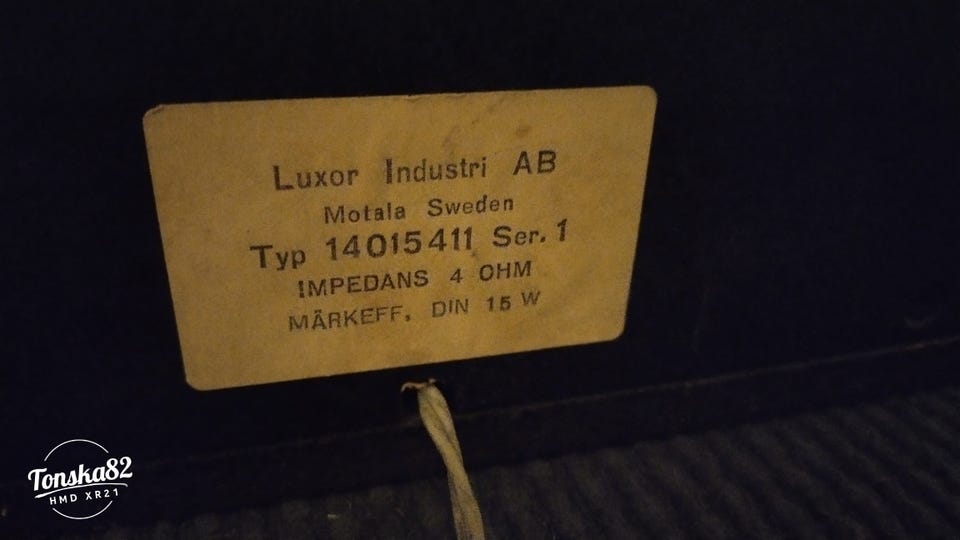 Luxor Industri AB
Motala Sweden
Typ 14015411 Ser. 1
IMPEDANS 4 OHM
MÄRKEFF. DIN 15 W
Tonska82
HMD XR21